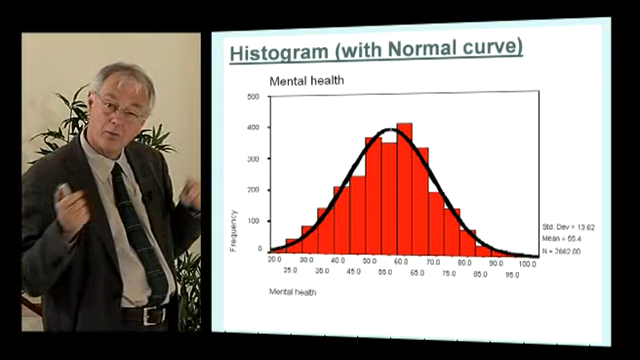 Histogram (with Normal curve)
Mental health
500
400
300
200
100
0
Frequency
20.0 30.0 40.0 50.0 60.0 70.0 80.0 90.0 100.0
25.0 35.0 45.0 55.0 65.0 75.0 85.0 95.0
Mental health
Std. Dev = 13.62
Mean = 55.4
N = 2662.00